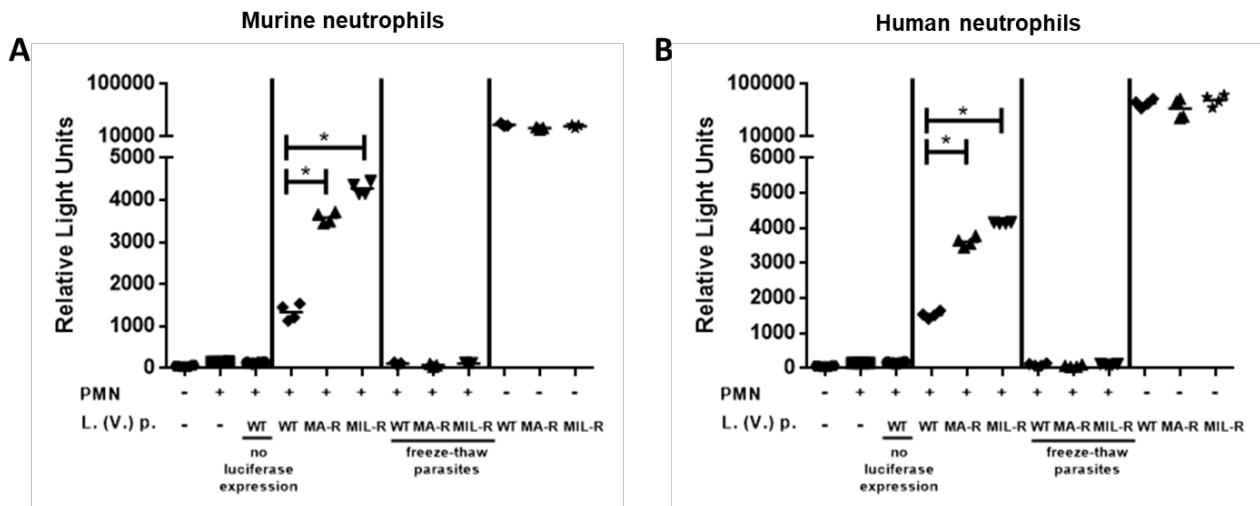 Murine neutrophils
A
Relative Light Units
100000
10000
5000
4000
3000
2000
1000
0
* *
PMN - + + + + + + + + - - -
L. (V.) p. - - WT WT MA-R MIL-R WT MA-R MIL-R WT MA-R MIL-R
no
luciferase
expression
freeze-thaw
parasites
Human neutrophils
B
Relative Light Units
100000
10000
6000
5000
4000
3000
2000
1000
0
* *
PMN - + + + + + + + + - - -
L. (V.) p. - - WT WT MA-R MIL-R WT MA-R MIL-R WT MA-R MIL-R
no
luciferase
expression
freeze-thaw
parasites